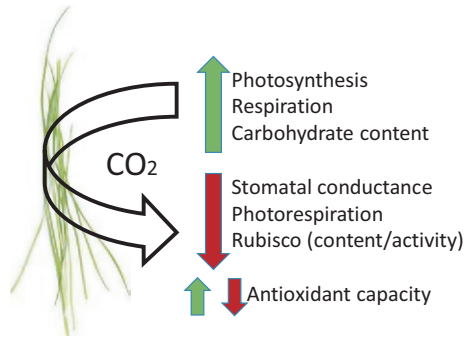 Photosynthesis
Respiration
Carbohydrate content
CO₂
Stomatal conductance
Photorespiration
Rubisco (content/activity)
Antioxidant capacity